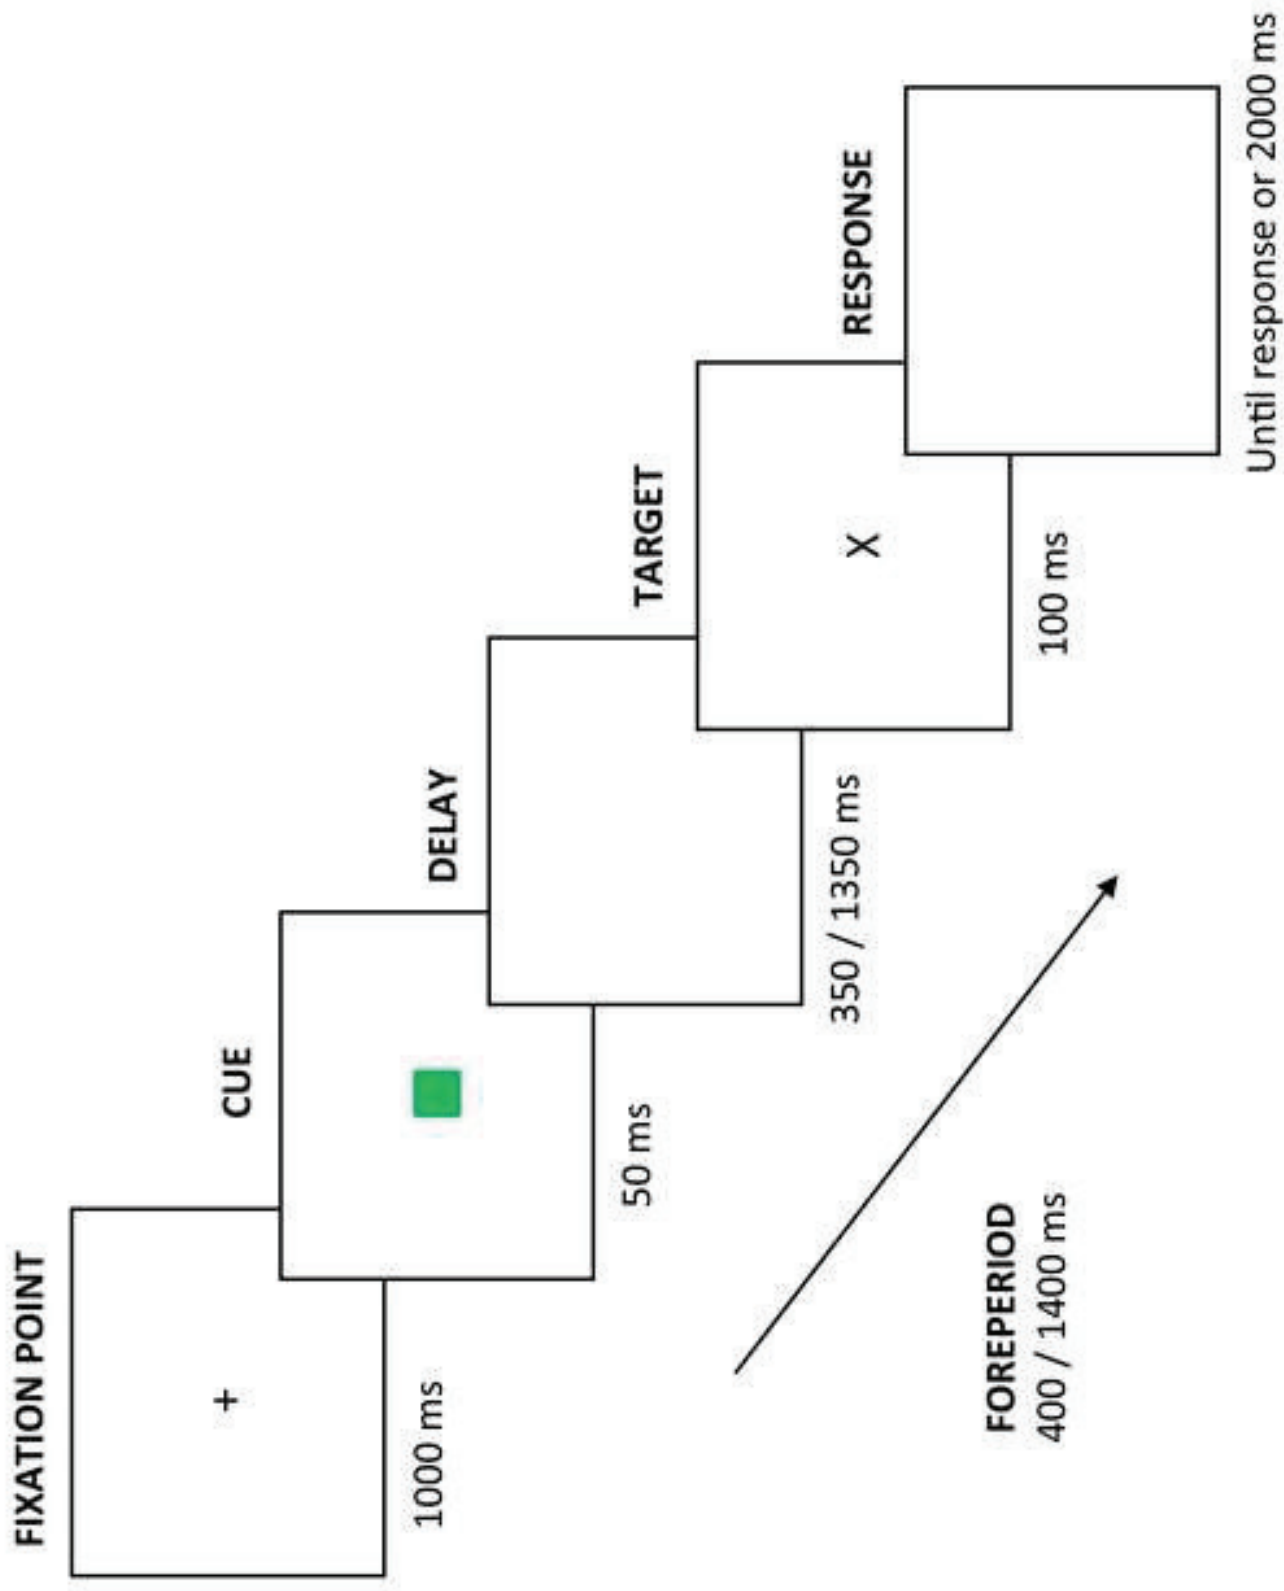 FIXATION POINT
+
1000 ms
CUE
50 ms
DELAY
350 / 1350 ms
TARGET
X
100 ms
RESPONSE
Until response or 2000 ms
FOREPERIOD
400 / 1400 ms